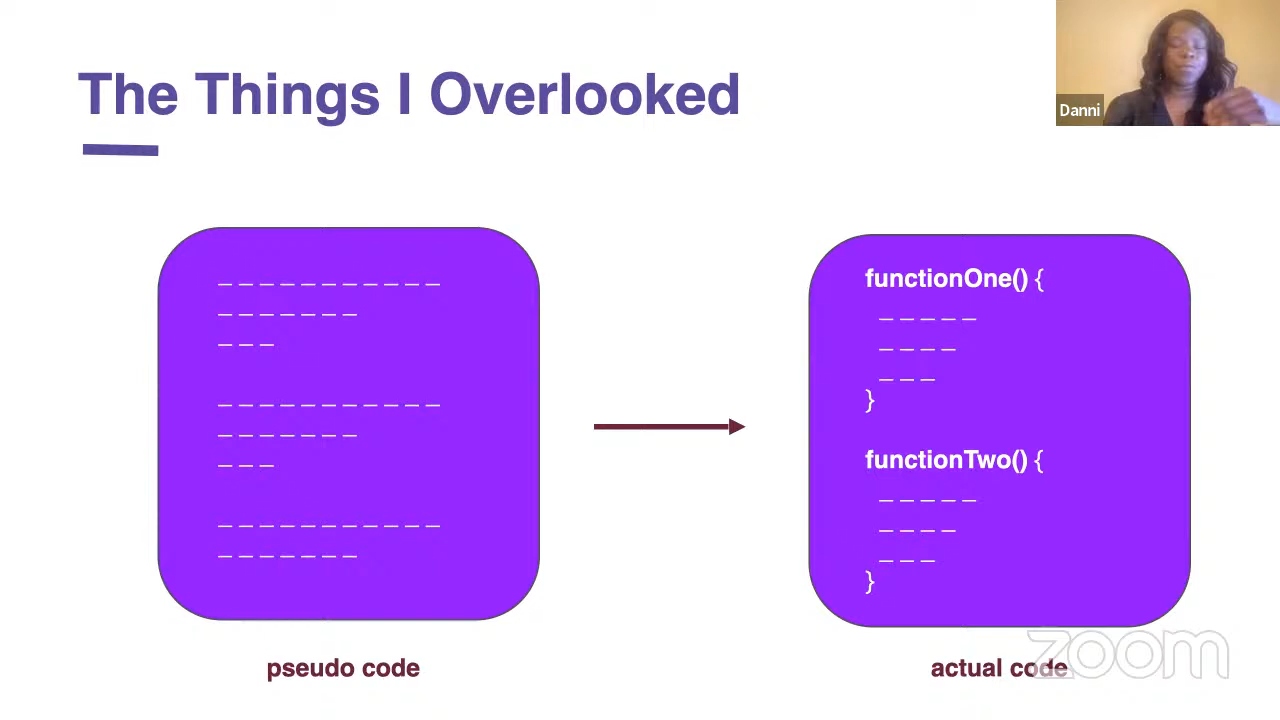 The Things I Overlooked
Danni
_ _ _ _ _ _ _ _ _ _ _
_ _ _ _ _ _ _
_ _ _
_ _ _ _ _ _ _ _ _ _ _
_ _ _ _ _ _ _
_ _ _
_ _ _ _ _ _ _ _ _ _ _
_ _ _ _ _ _ _
pseudo code
functionOne() {
_ _ _ _ _
_ _ _ _
_ _ _
}
functionTwo() {
_ _ _ _ _
_ _ _ _
_ _ _
}
actual code
zoom